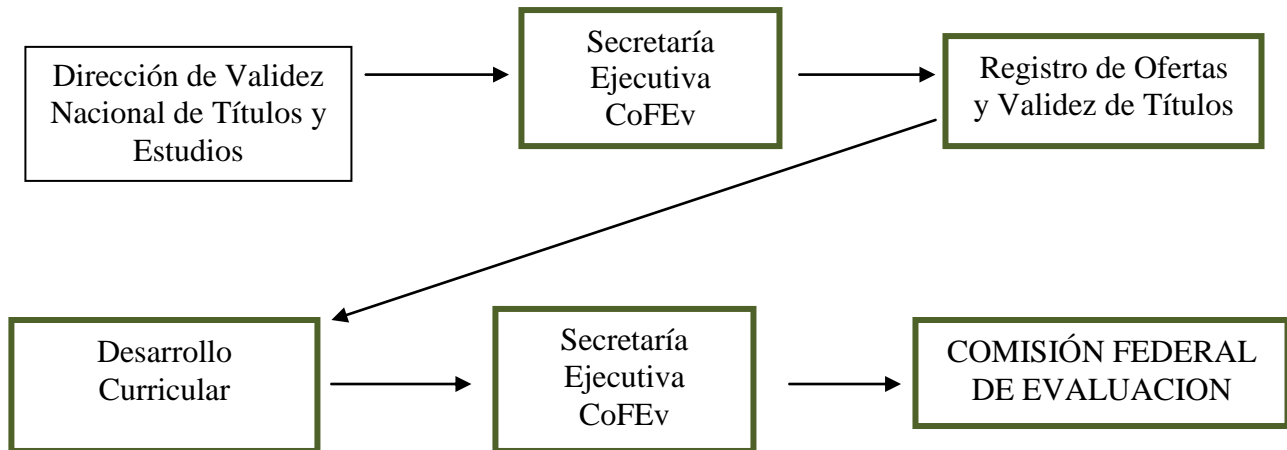 Dirección de Validez
Nacional de Títulos y
Estudios
Secretaría
Ejecutiva
CoFEv
Registro de Ofertas
y Validez de Títulos
Desarrollo
Curricular
Secretaría
Ejecutiva
CoFEv
COMISIÓN FEDERAL
DE EVALUACION